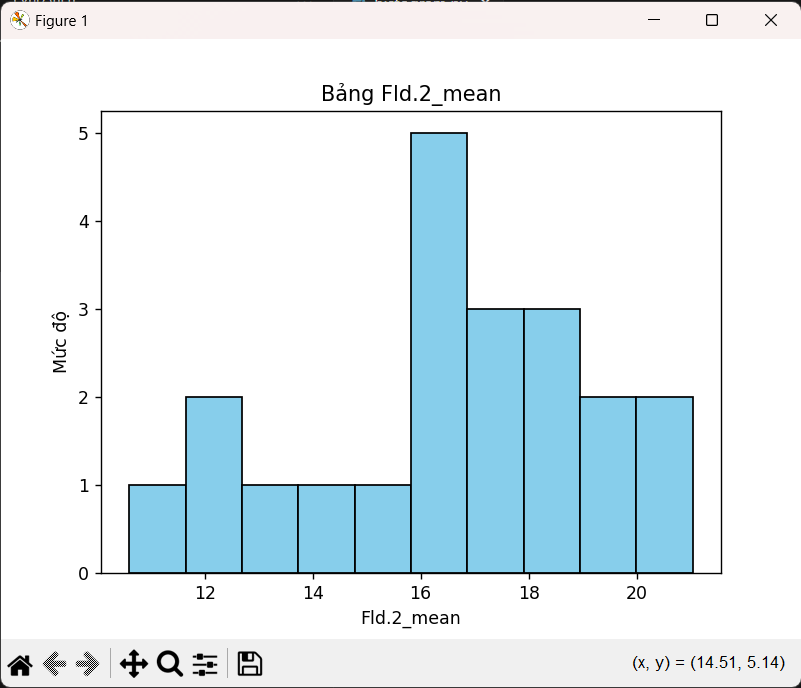 Figure 1
Bảng Fld.2_mean
5
4
3
2
1
0
Mức độ
12 14 16 18 20
Fld.2_mean
(x, y) = (14.51, 5.14)